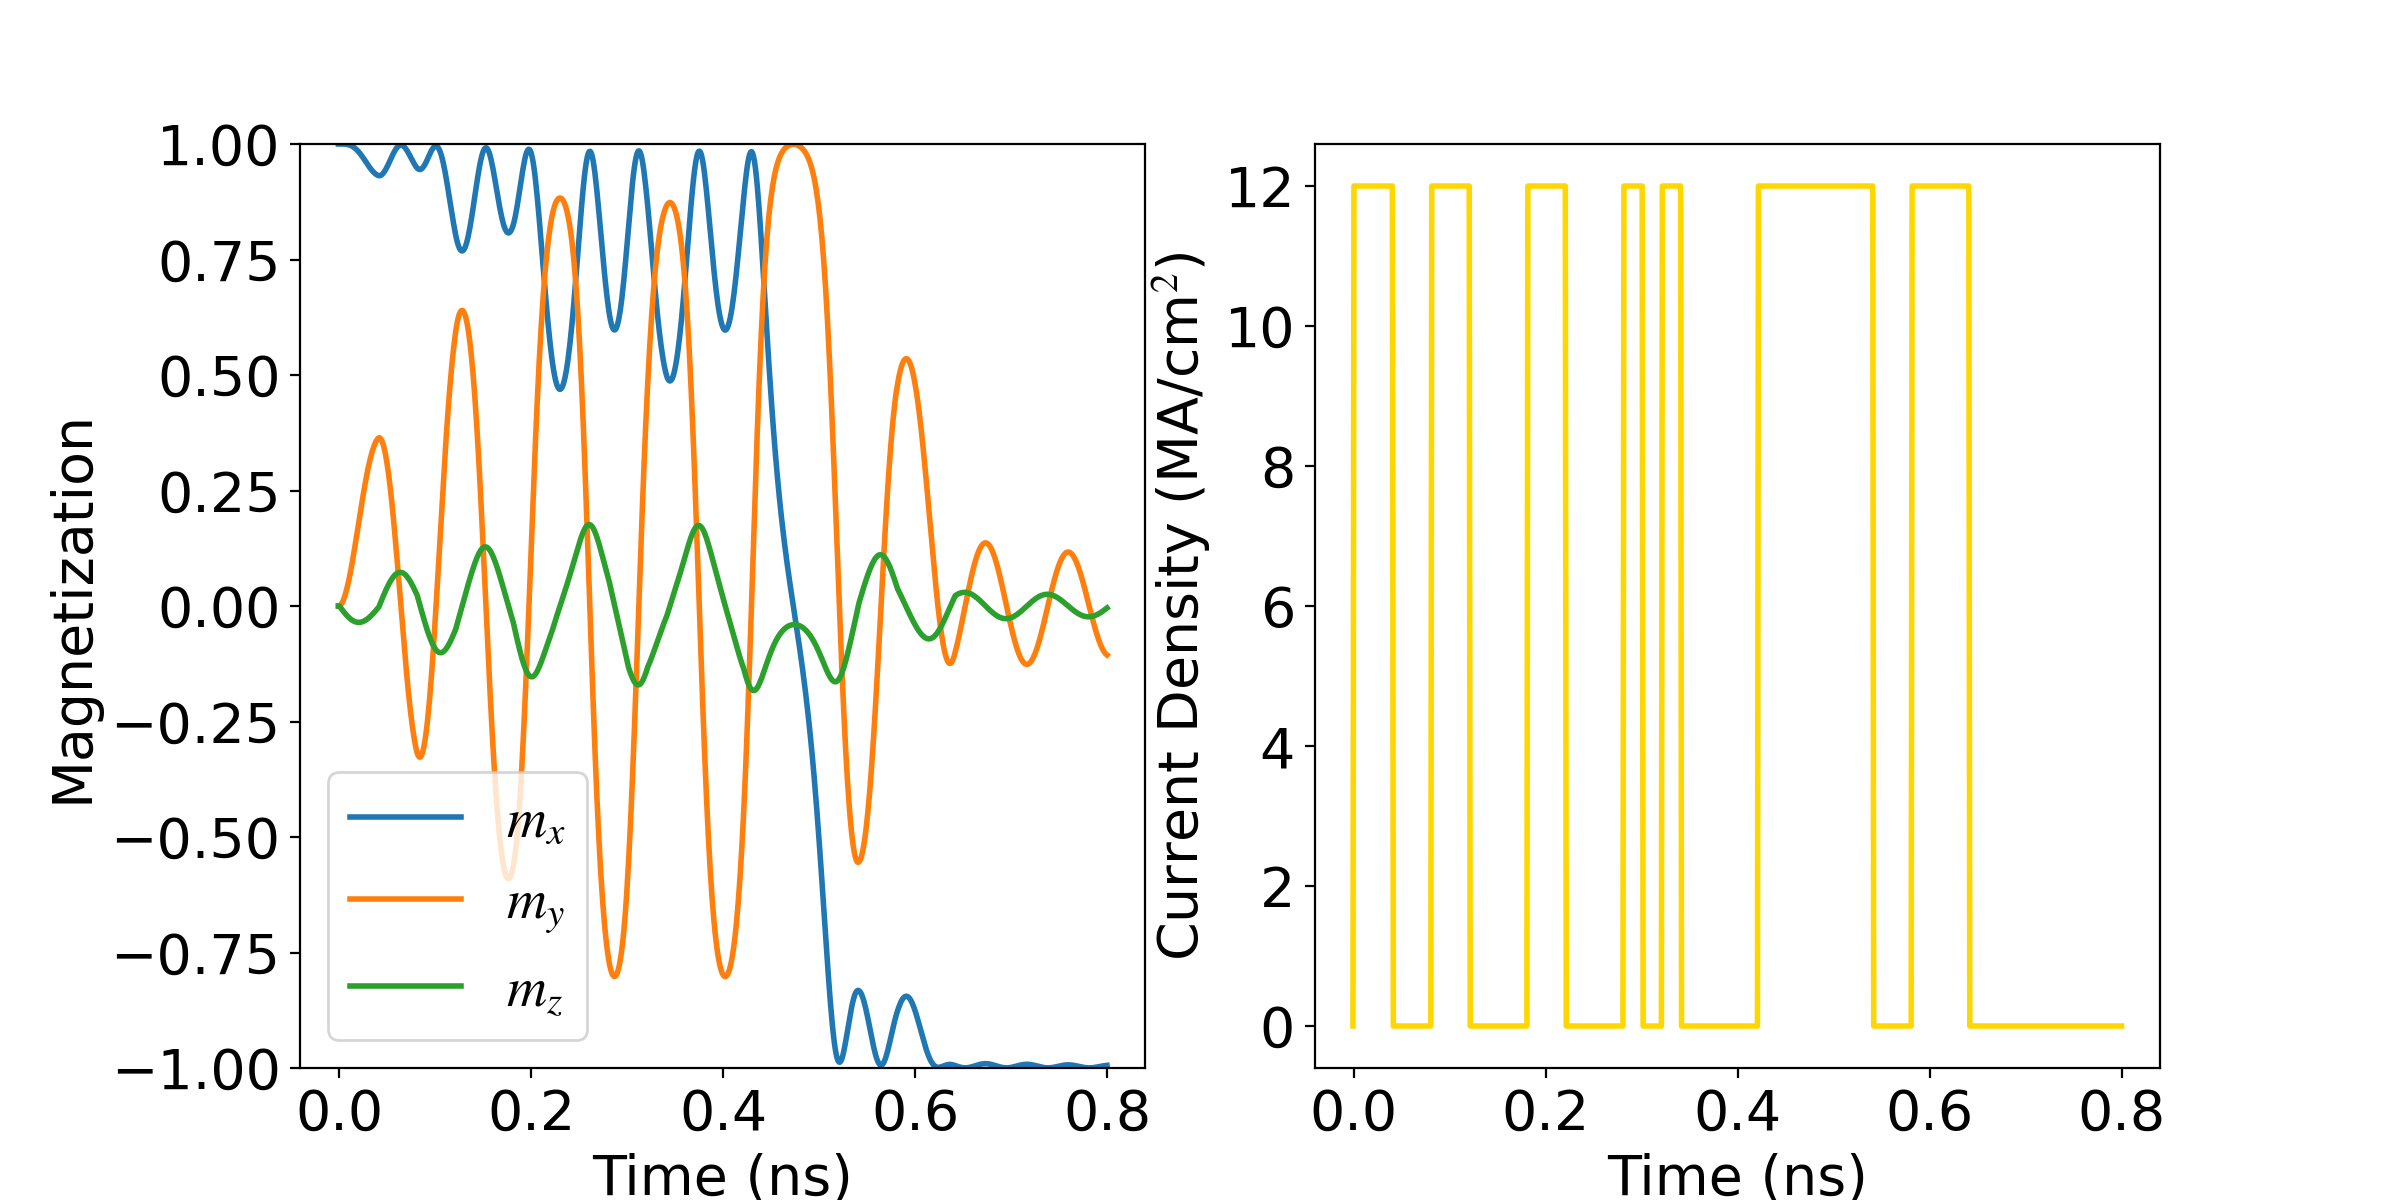 Magnetization
1.00
0.75
0.50
0.25
0.00
−0.25
−0.50
−0.75
−1.00
0.0 0.2 0.4 0.6 0.8
Time (ns)
m_x
m_y
m_z
Current Density (MA/cm²)
12
10
8
6
4
2
0
0.0 0.2 0.4 0.6 0.8
Time (ns)